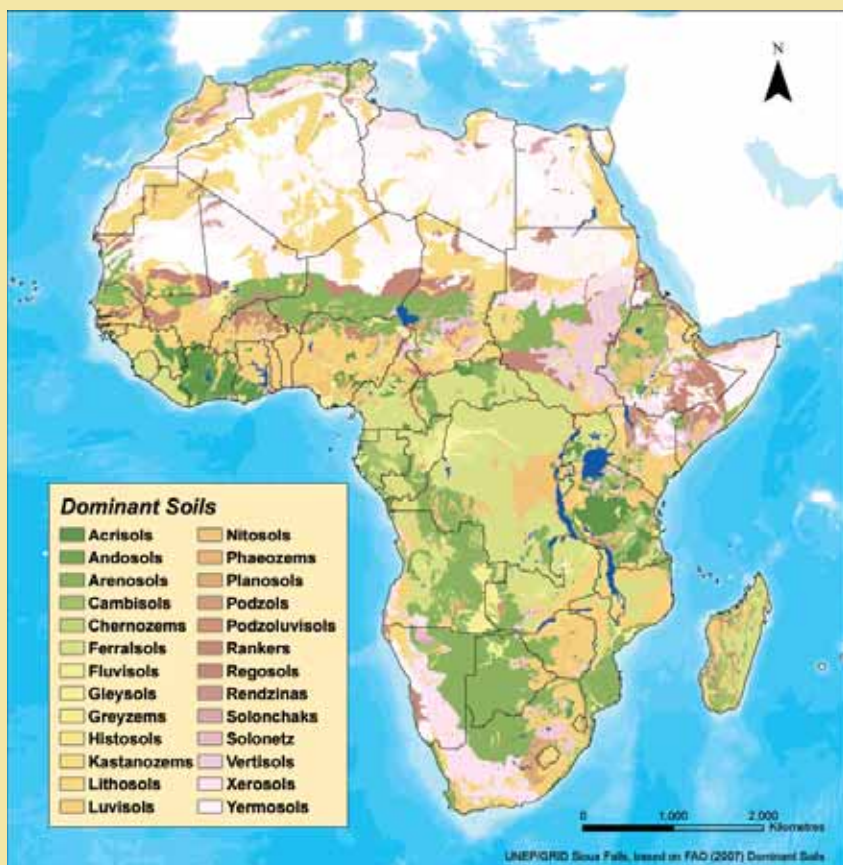 N
Dominant Soils
Acrisols
Andosols
Arenosols
Cambisols
Chernozems
Ferralsols
Fluvisols
Gleysols
Greyzems
Histosols
Kastanozems
Lithosols
Luvisols
Nitosols
Phaeozems
Planosols
Podzols
Podzoluvisols
Rankers
Regosols
Rendzinas
Solonchaks
Solonetz
Vertisols
Xerosols
Yermosols
0 1,000 2,000
Kilometres
UNEP/GRID Sioux Falls, based on FAO (2007) Dominant Soils